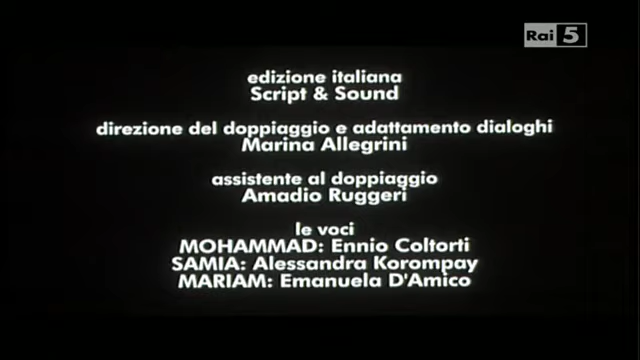 Rai 5
edizione italiana
Script & Sound
direzione del doppiaggio e adattamento dialoghi
Marina Allegrini
assistente al doppiaggio
Amadio Ruggeri
le voci
MOHAMMAD: Ennio Coltorti
SAMIA: Alessandra Korompay
MARIAM: Emanuela D'Amico